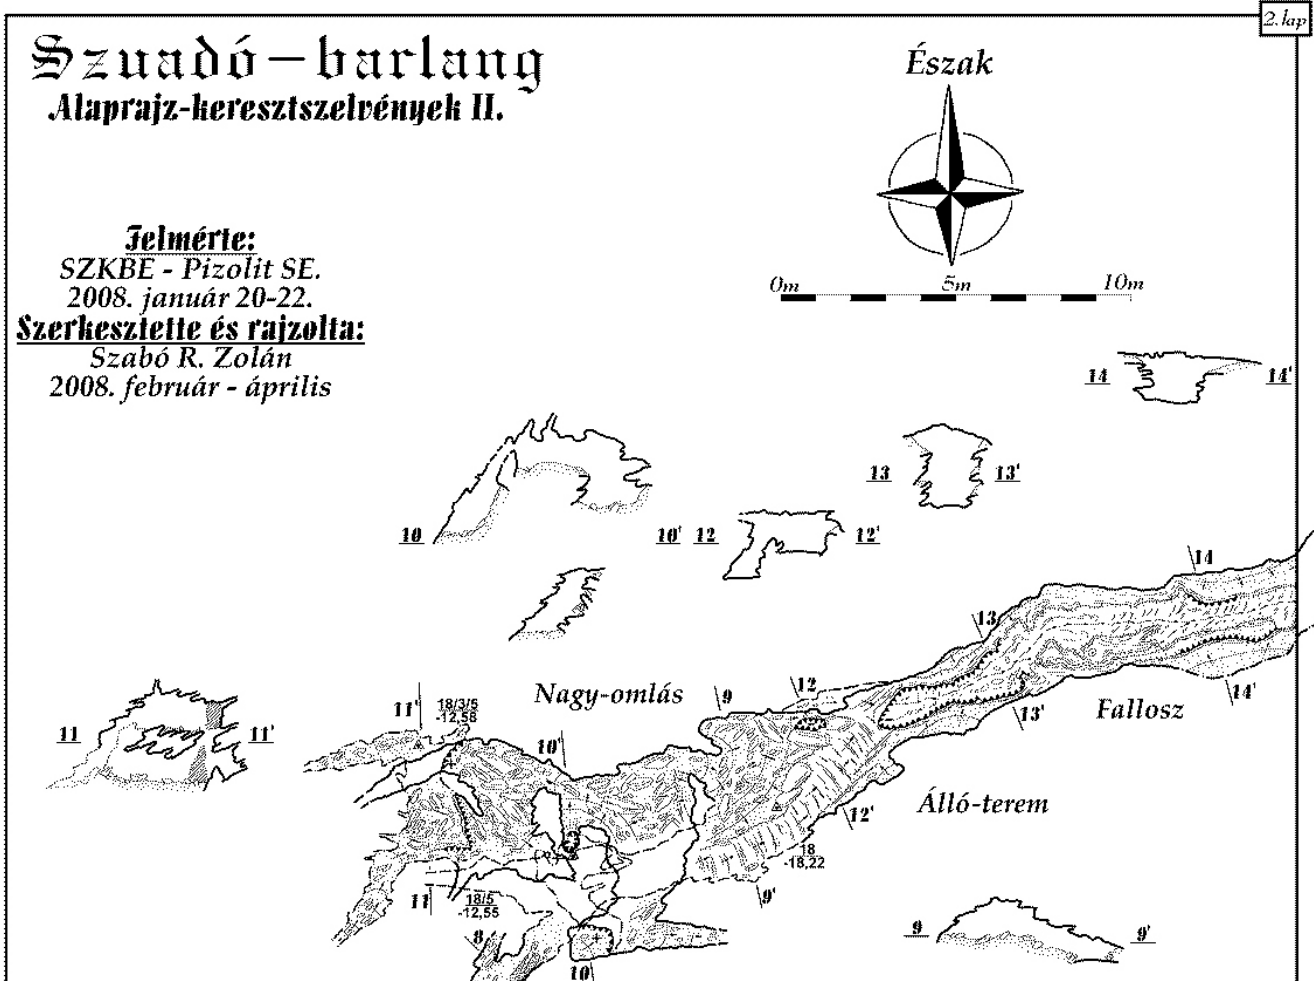 2. lap
Szuadó-barlang
Alaprajz-keresztszelvények II.
Észak
Felmérte:
SZKBE - Pizolit SE.
2008. január 20-22.
Szerkesztette és rajzolta:
Szabó R. Zolán
2008. február - április
0m 5m 10m
14 14'
13 13'
10 10' 12 12'
14
13
12
Nagy-omlás
9
11'
18/3/5
-12,58
14'
13'
Fallosz
11 11'
10'
Álló-terem
12'
18
-18,22
9'
11
18/5
-12,55
8
9 9'
10